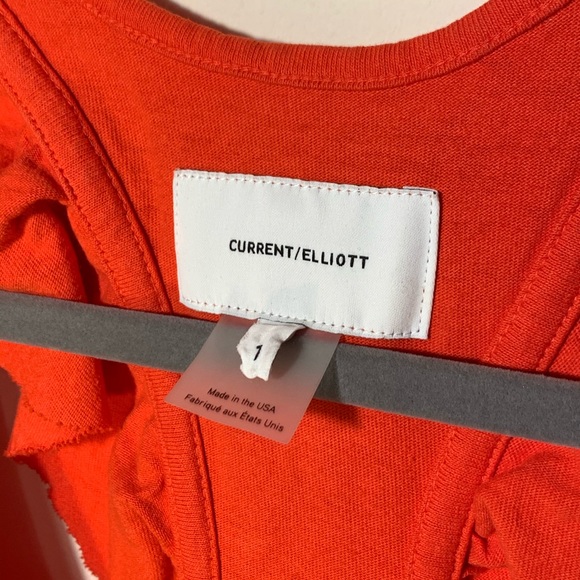 CURRENT/ELLIOTT
1
Made in the USA
Fabriqué aux États Unis